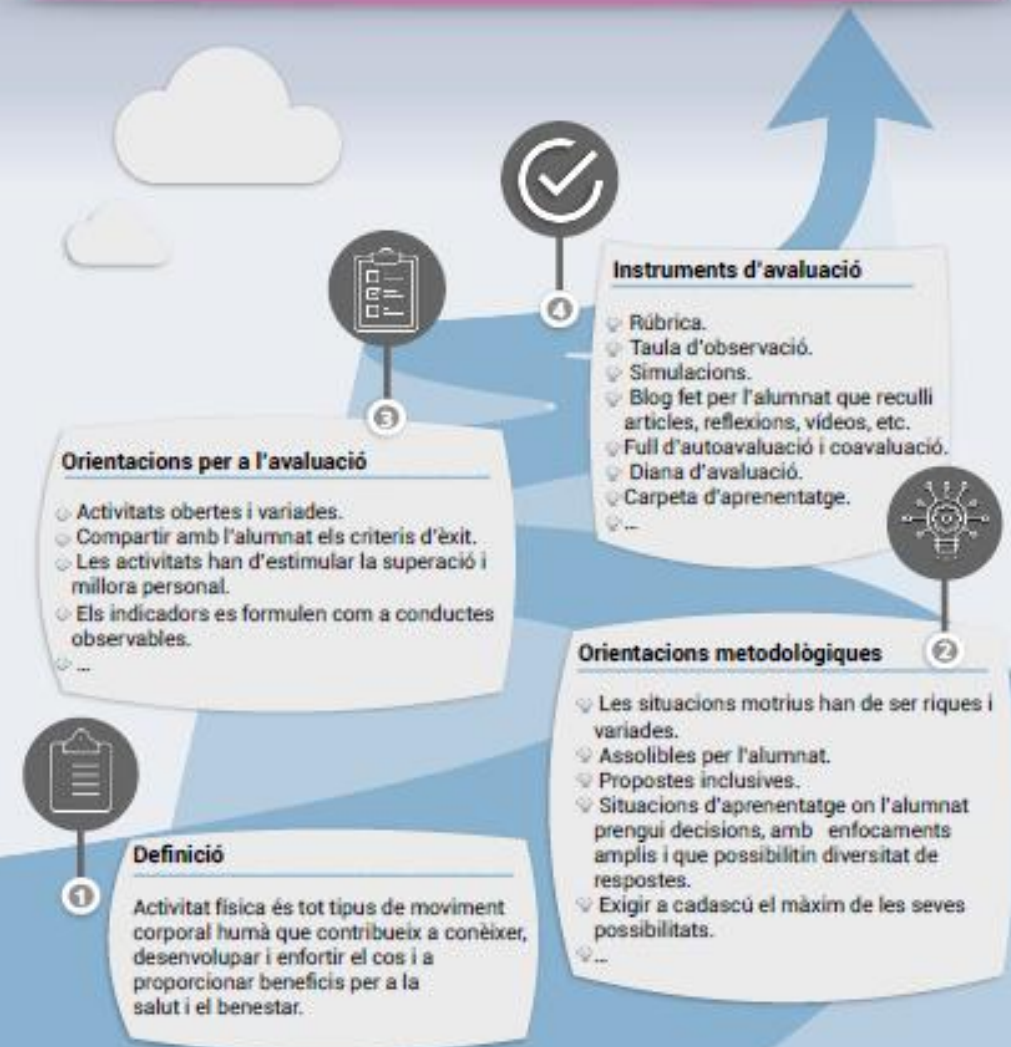 4
Instruments d'avaluació
Rúbrica.
Taula d'observació.
Simulacions.
Blog fet per l'alumnat que reculli
articles, reflexions, vídeos, etc.
Full d'autoavaluació i coavaluació.
Diana d'avaluació.
Carpeta d'aprenentatge.
...
3
Orientacions per a l'avaluació
Activitats obertes i variades.
Compartir amb l'alumnat els criteris d'èxit.
Les activitats han d'estimular la superació i
millora personal.
Els indicadors es formulen com a conductes
observables.
...
2
Orientacions metodològiques
Les situacions motrius han de ser riques i
variades.
Assolibles per l'alumnat.
Propostes inclusives.
Situacions d'aprenentatge on l'alumnat
prengui decisions, amb enfocaments
amplis i que possibilitin diversitat de
respostes.
Exigir a cadascú el màxim de les seves
possibilitats.
...
1
Definició
Activitat física és tot tipus de moviment
corporal humà que contribueix a conèixer,
desenvolupar i enfortir el cos i a
proporcionar beneficis per a la
salut i el benestar.